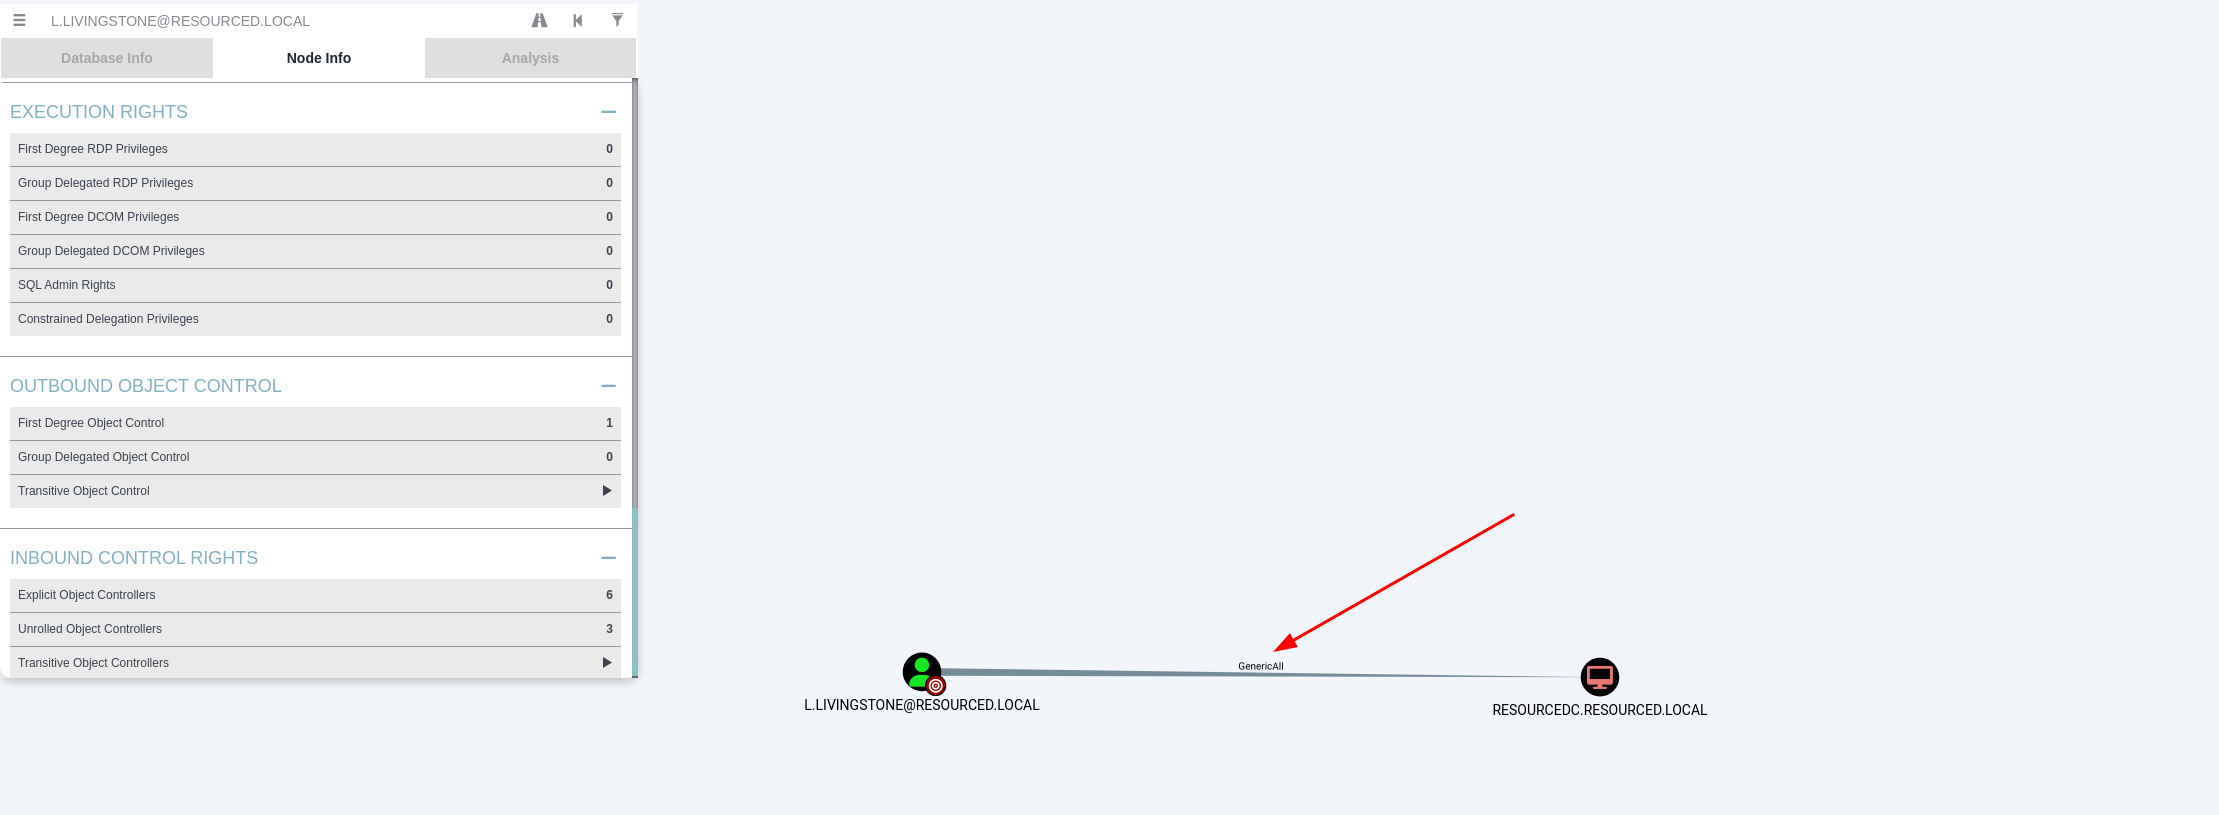 L.LIVINGSTONE@RESOURCED.LOCAL
Database Info
Node Info
Analysis
EXECUTION RIGHTS
First Degree RDP Privileges 0
Group Delegated RDP Privileges 0
First Degree DCOM Privileges 0
Group Delegated DCOM Privileges 0
SQL Admin Rights 0
Constrained Delegation Privileges 0
OUTBOUND OBJECT CONTROL
First Degree Object Control 1
Group Delegated Object Control 0
Transitive Object Control
INBOUND CONTROL RIGHTS
Explicit Object Controllers 6
Unrolled Object Controllers 3
Transitive Object Controllers
GenericAll
L.LIVINGSTONE@RESOURCED.LOCAL
RESOURCEDC.RESOURCED.LOCAL